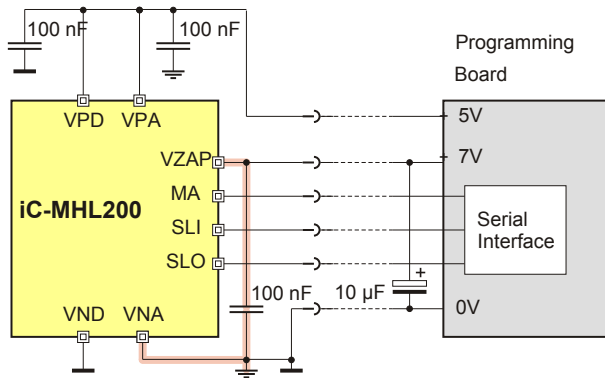 100 nF
100 nF
Programming
Board
VPD
VPA
5V
VZAP
7V
MA
iC-MHL200
SLI
Serial
Interface
SLO
100 nF
10 µF
+
VND
VNA
0V